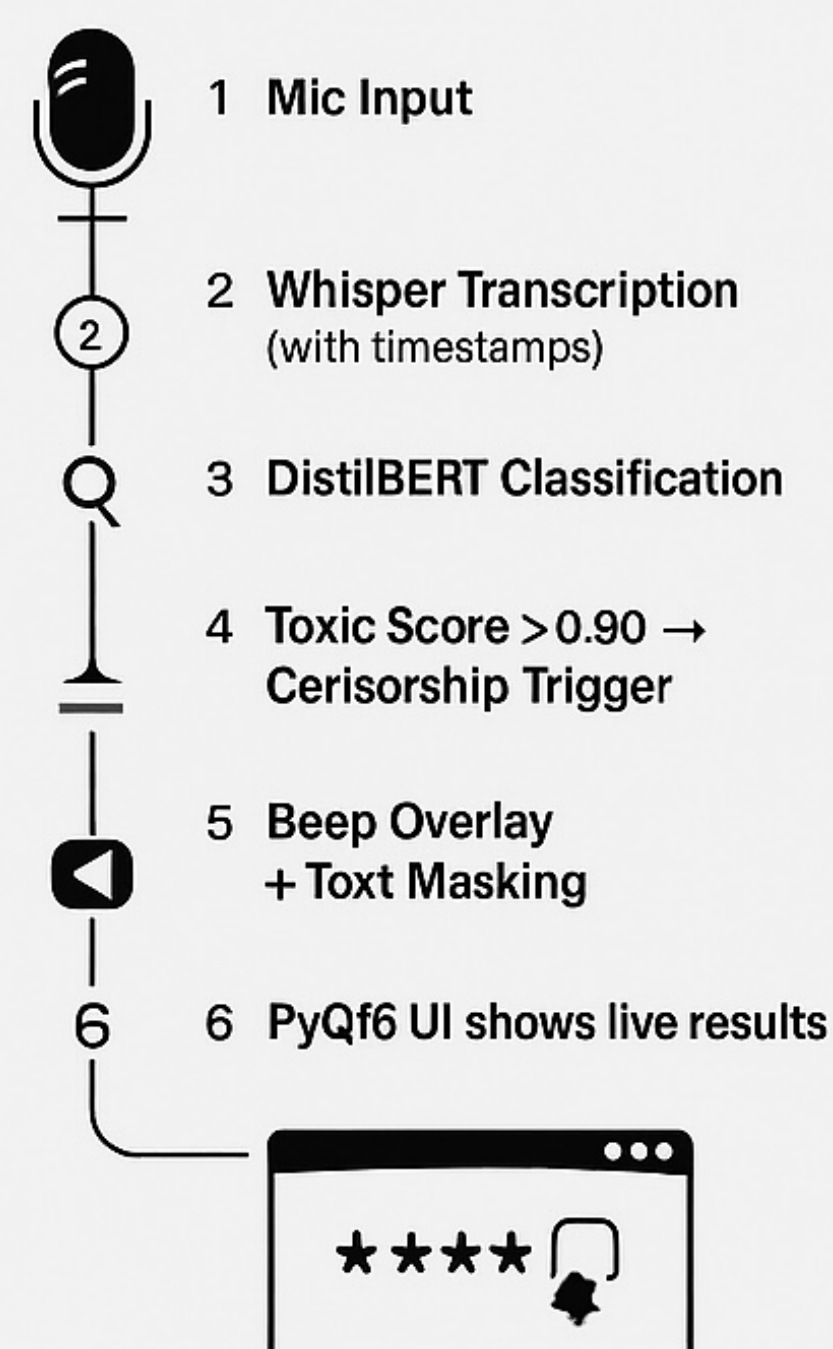 1 Mic Input
2
2 Whisper Transcription
(with timestamps)
3 DistilBERT Classification
4 Toxic Score >0.90 →
Cerisorship Trigger
5 Beep Overlay
+ Toxt Masking
6
6 PyQf6 UI shows live results
★★★★